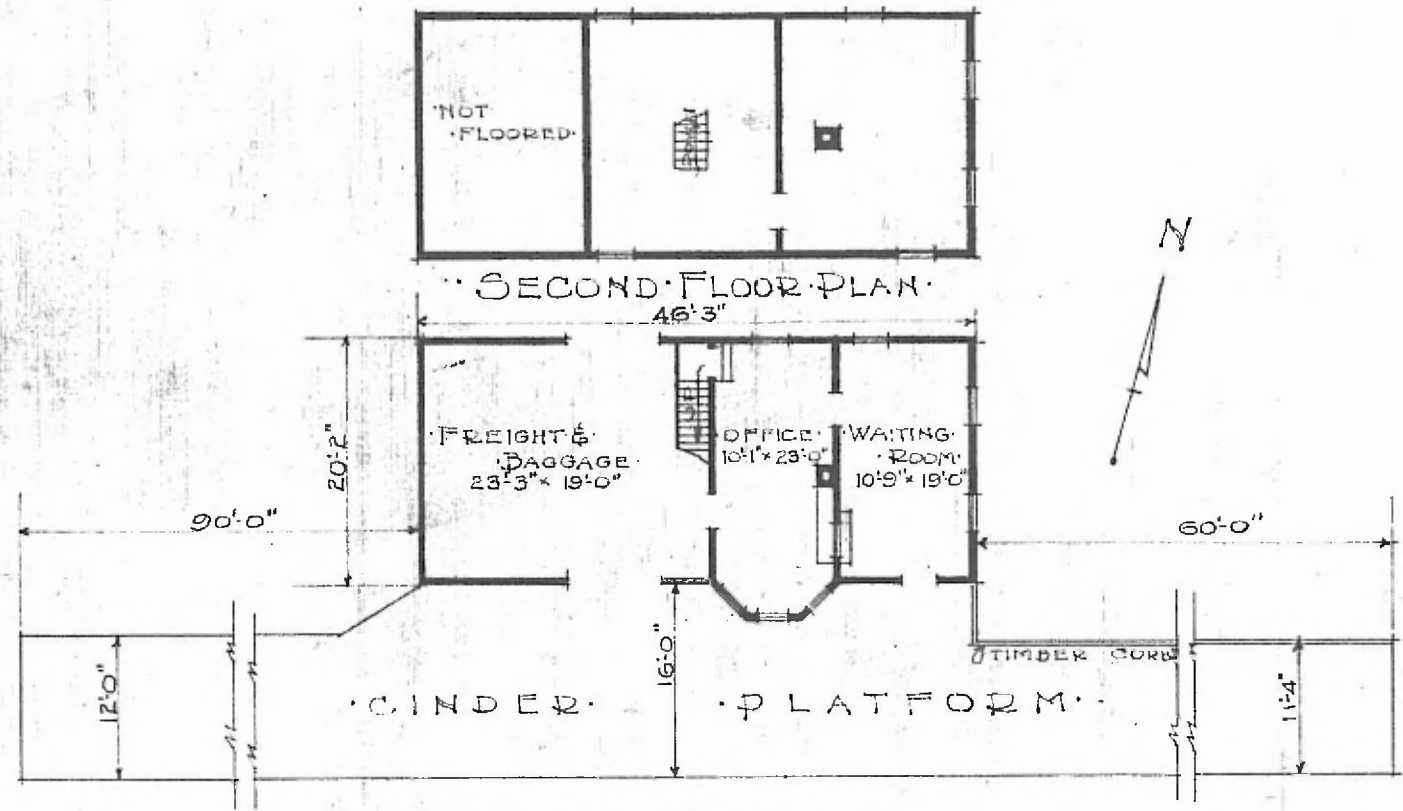 ·NOT·
·FLOORED·
DOWN
··SECOND·FLOOR·PLAN·
46'-3"
N
20'-2"
·FREIGHT·&·
·BAGGAGE·
23'-3" × 19'-0"
UP
·OFFICE·
10'-1" × 23'-0"
·WAITING·
·ROOM·
10'-9" × 19'-0"
90'-0"
60'-0"
12'-0"
16'-0"
TIMBER CURB
11'-4"
·CINDER· ·PLATFORM·